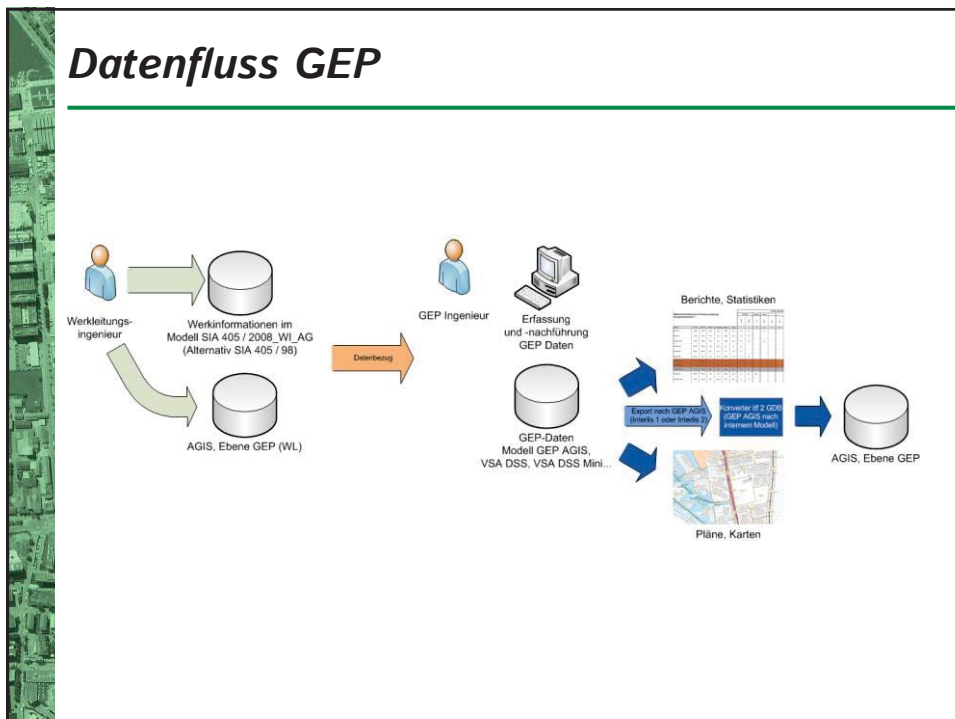 Datenfluss GEP
Werkleitungs-
ingenieur
Werkinformationen im
Modell SIA 405 / 2008_WI_AG
(Alternativ SIA 405 / 98)
AGIS, Ebene GEP (WL)
Datenbezug
GEP Ingenieur
Erfassung
und -nachführung
GEP Daten
GEP-Daten
Modell GEP AGIS,
VSA DSS, VSA DSS Mini...
Berichte, Statistiken
Export nach GEP AGIS
(Interlis 1 oder Interlis 2)
Konverter itf 2 GDB
(GEP AGIS nach
internem Modell)
Pläne, Karten
AGIS, Ebene GEP